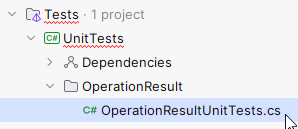 Tests · 1 project
C# UnitTests
Dependencies
OperationResult
C# OperationResultUnitTests.cs